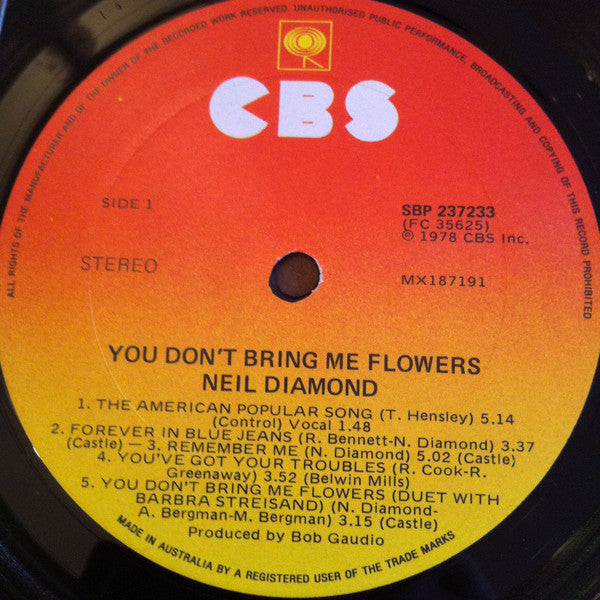 ALL RIGHTS OF THE MANUFACTURER AND OF THE OWNER OF THE RECORDED WORK RESERVED. UNAUTHORISED PUBLIC PERFORMANCE, BROADCASTING AND COPYING OF THIS RECORD PROHIBITED
CBS
SIDE 1
SBP 237233
(FC 35625)
℗ 1978 CBS Inc.
STEREO
MX187191
YOU DON'T BRING ME FLOWERS
NEIL DIAMOND
1. THE AMERICAN POPULAR SONG (T. Hensley) 5.14
(Control) Vocal 1.48
2. FOREVER IN BLUE JEANS (R. Bennett-N. Diamond) 3.37
(Castle) — 3. REMEMBER ME (N. Diamond) 5.02 (Castle)
4. YOU'VE GOT YOUR TROUBLES (R. Cook-R.
Greenaway) 3.52 (Belwin Mills)
5. YOU DON'T BRING ME FLOWERS (DUET WITH
BARBRA STREISAND) (N. Diamond-
A. Bergman-M. Bergman) 3.15 (Castle)
Produced by Bob Gaudio
MADE IN AUSTRALIA BY A REGISTERED USER OF THE TRADE MARKS